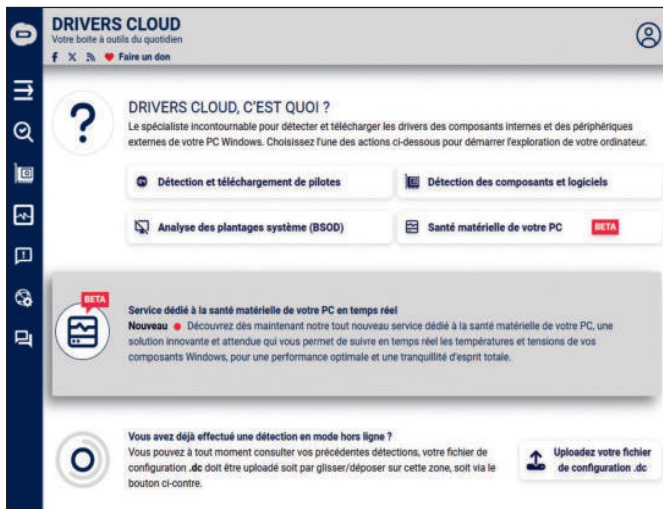 DRIVERS CLOUD
Votre boite à outils du quotidien
Faire un don
DRIVERS CLOUD, C'EST QUOI ?
Le spécialiste incontournable pour détecter et télécharger les drivers des composants internes et des périphériques
externes de votre PC Windows. Choisissez l'une des actions ci-dessous pour démarrer l'exploration de votre ordinateur.
Détection et téléchargement de pilotes
Détection des composants et logiciels
Analyse des plantages système (BSOD)
Santé matérielle de votre PC BETA
BETA
Service dédié à la santé matérielle de votre PC en temps réel
Nouveau Découvrez dès maintenant notre tout nouveau service dédié à la santé matérielle de votre PC, une
solution innovante et attendue qui vous permet de suivre en temps réel les températures et tensions de vos
composants Windows, pour une performance optimale et une tranquillité d'esprit totale.
Vous avez déjà effectué une détection en mode hors ligne ?
Vous pouvez à tout moment consulter vos précédentes détections, votre fichier de
configuration .dc doit être uploadé soit par glisser/déposer sur cette zone, soit via le
bouton ci-contre.
Uploadez votre fichier
de configuration .dc